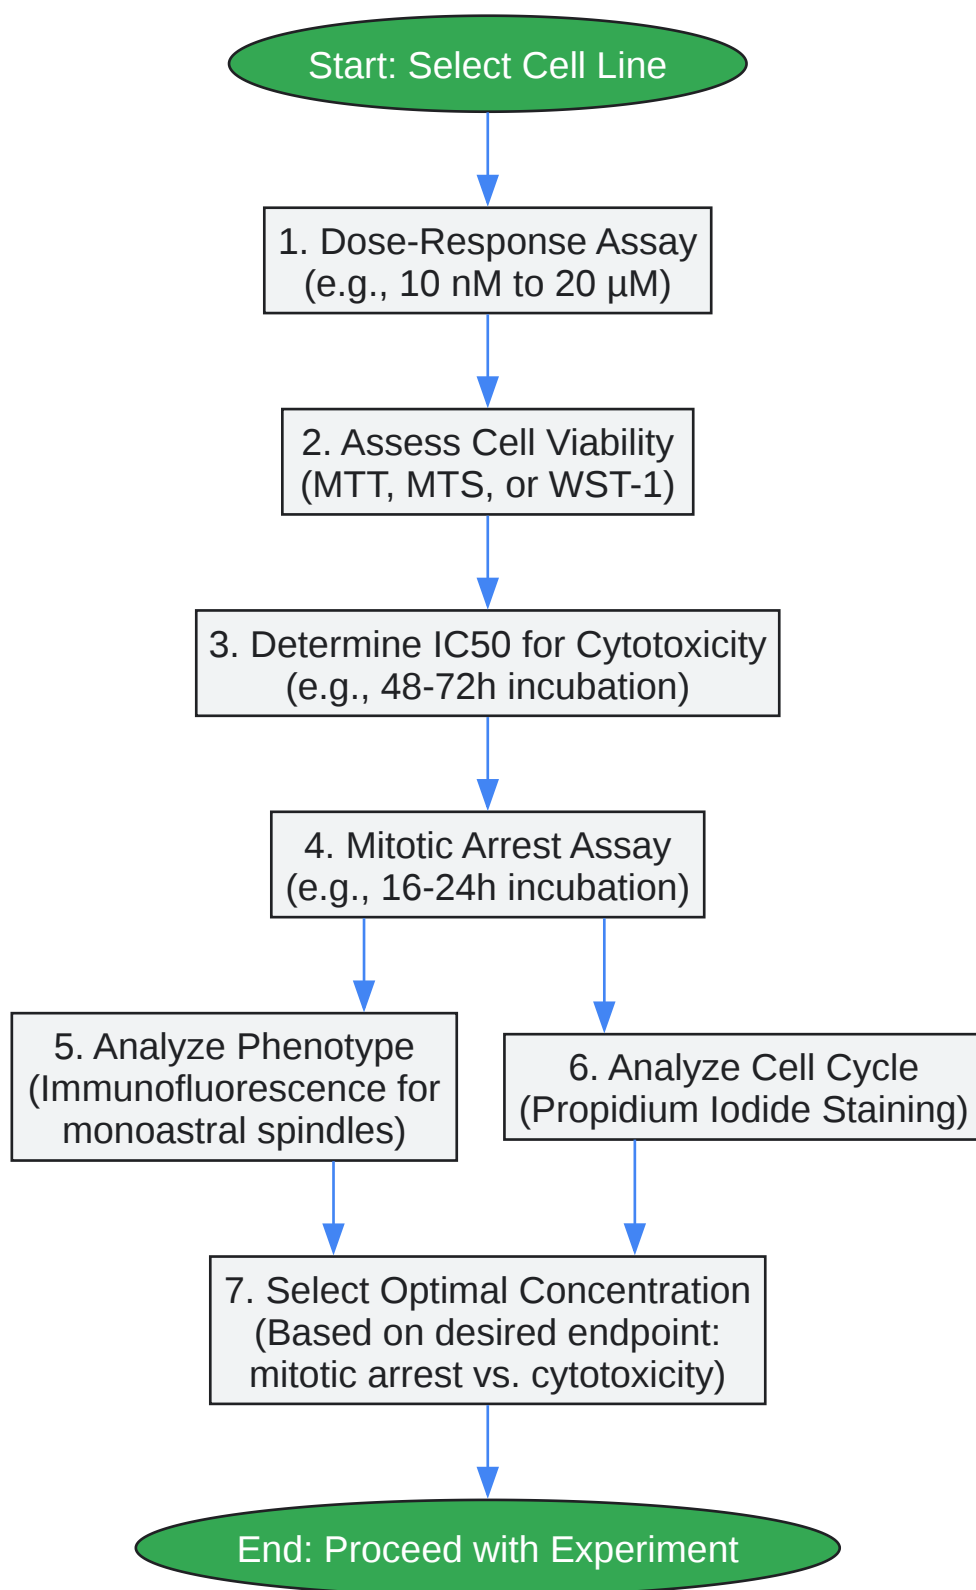 Start: Select Cell Line
1. Dose-Response Assay
(e.g., 10 nM to 20 µM)
2. Assess Cell Viability
(MTT, MTS, or WST-1)
3. Determine IC50 for Cytotoxicity
(e.g., 48-72h incubation)
4. Mitotic Arrest Assay
(e.g., 16-24h incubation)
5. Analyze Phenotype
(Immunofluorescence for
monoastral spindles)
6. Analyze Cell Cycle
(Propidium Iodide Staining)
7. Select Optimal Concentration
(Based on desired endpoint:
mitotic arrest vs. cytotoxicity)
End: Proceed with Experiment